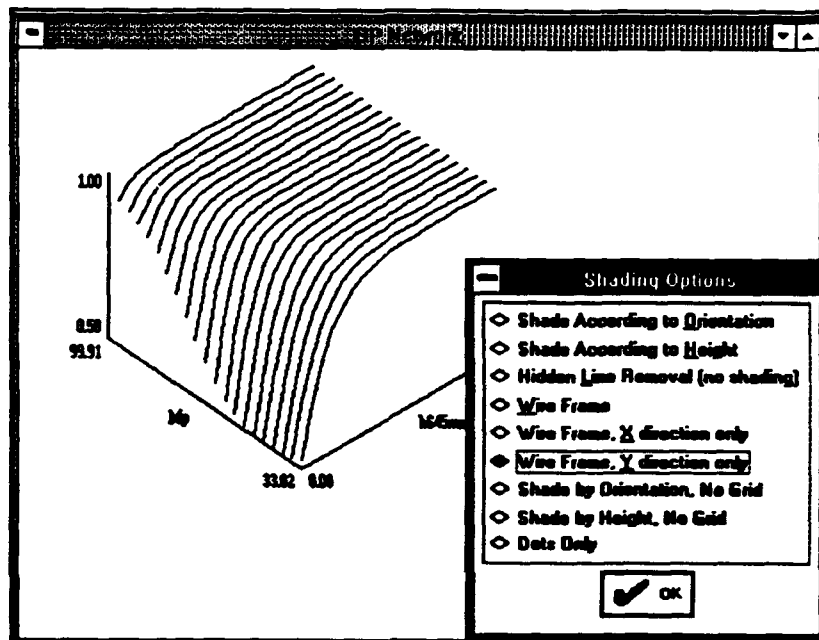 1.00
0.50
99.91
33.02 0.00
Shading Options
Shade According to Orientation
Shade According to Height
Hidden Line Removal (no shading)
Wire Frame
Wire Frame, X direction only
Wire Frame, Y direction only
Shade by Orientation, No Grid
Shade by Height, No Grid
Dots Only
OK